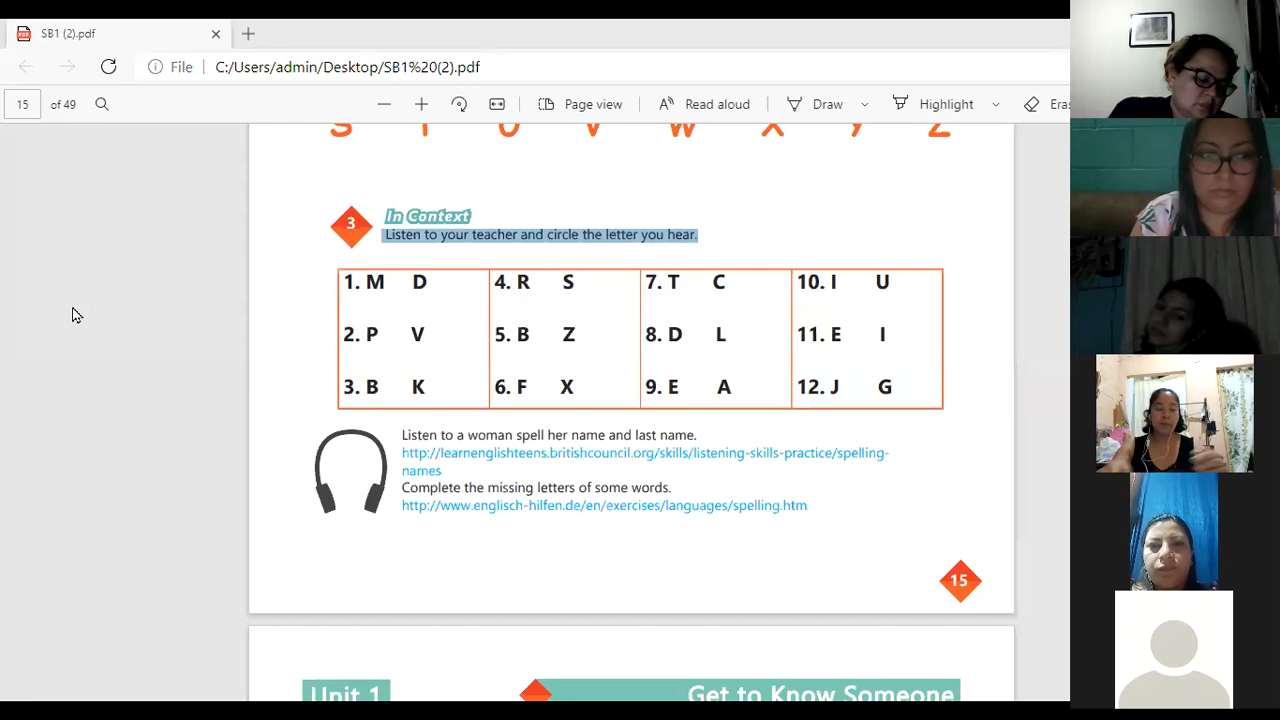 SB1 (2).pdf
File C:/Users/admin/Desktop/SB1%20(2).pdf
15 of 49 Page view Read aloud Draw Highlight Eras
S T U V W X Y Z
3 In Context
Listen to your teacher and circle the letter you hear.
1. M D 4. R S 7. T C 10. I U
2. P V 5. B Z 8. D L 11. E I
3. B K 6. F X 9. E A 12. J G
Listen to a woman spell her name and last name.
http://learnenglishteens.britishcouncil.org/skills/listening-skills-practice/spelling-
names
Complete the missing letters of some words.
http://www.englisch-hilfen.de/en/exercises/languages/spelling.htm
15
Unit 1 Get to Know Someone